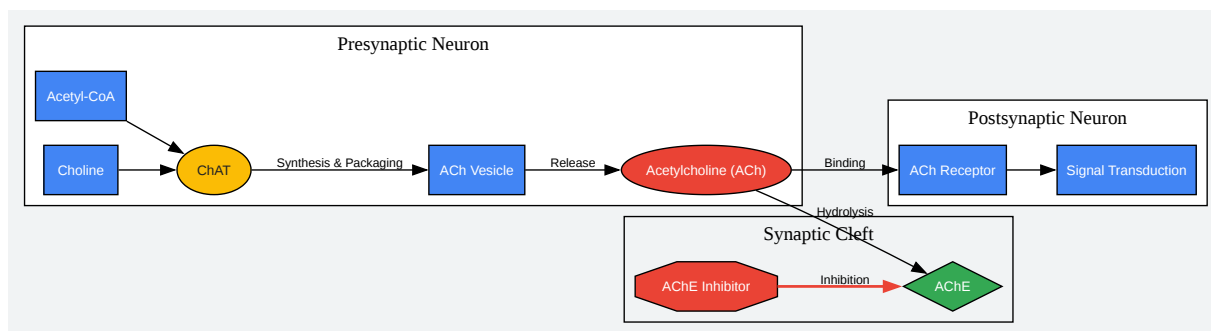 Presynaptic Neuron
Acetyl-CoA
Choline
ChAT
Synthesis & Packaging
ACh Vesicle
Release
Acetylcholine (ACh)
Binding
Postsynaptic Neuron
ACh Receptor
Signal Transduction
Hydrolysis
Synaptic Cleft
AChE Inhibitor
Inhibition
AChE